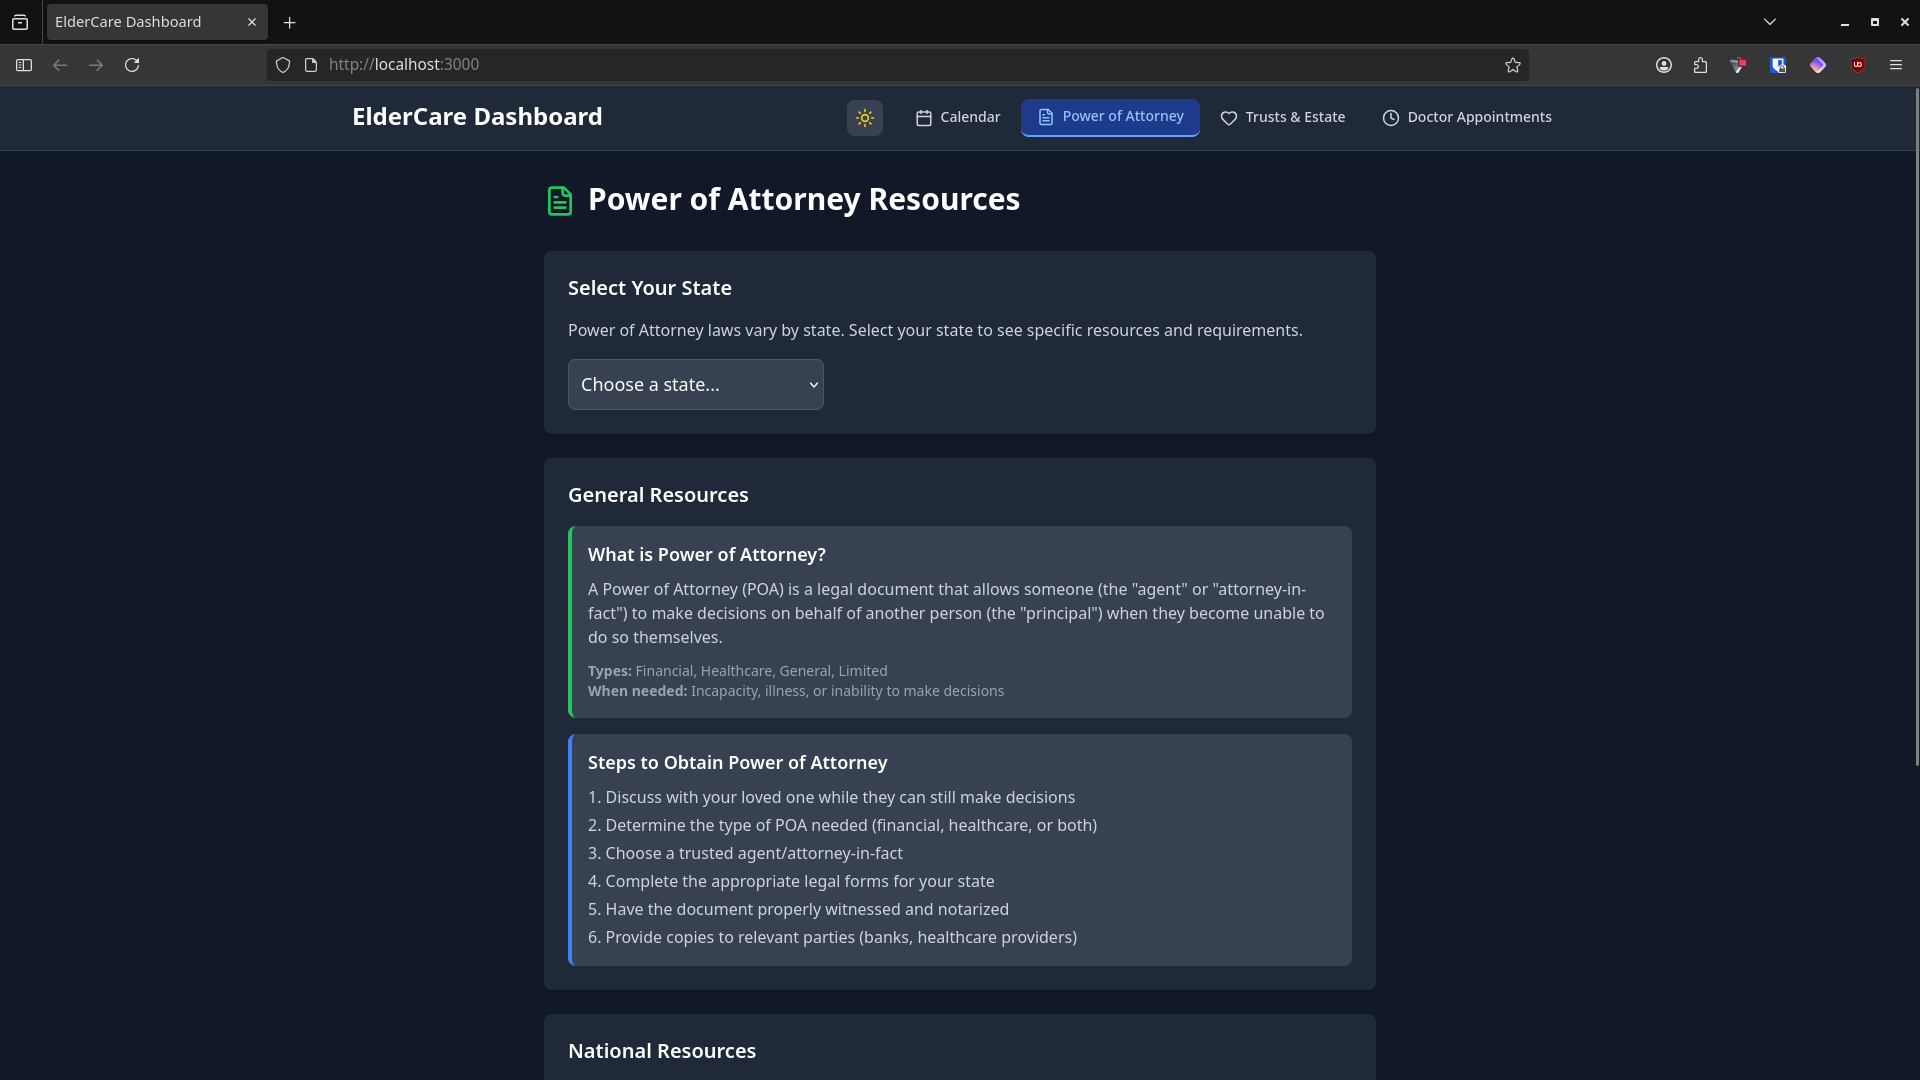 ElderCare Dashboard
http://localhost:3000
ElderCare Dashboard
Calendar
Power of Attorney
Trusts & Estate
Doctor Appointments
Power of Attorney Resources
Select Your State
Power of Attorney laws vary by state. Select your state to see specific resources and requirements.
Choose a state...
General Resources
What is Power of Attorney?
A Power of Attorney (POA) is a legal document that allows someone (the "agent" or "attorney-in-
fact") to make decisions on behalf of another person (the "principal") when they become unable to
do so themselves.
Types: Financial, Healthcare, General, Limited
When needed: Incapacity, illness, or inability to make decisions
Steps to Obtain Power of Attorney
1. Discuss with your loved one while they can still make decisions
2. Determine the type of POA needed (financial, healthcare, or both)
3. Choose a trusted agent/attorney-in-fact
4. Complete the appropriate legal forms for your state
5. Have the document properly witnessed and notarized
6. Provide copies to relevant parties (banks, healthcare providers)
National Resources